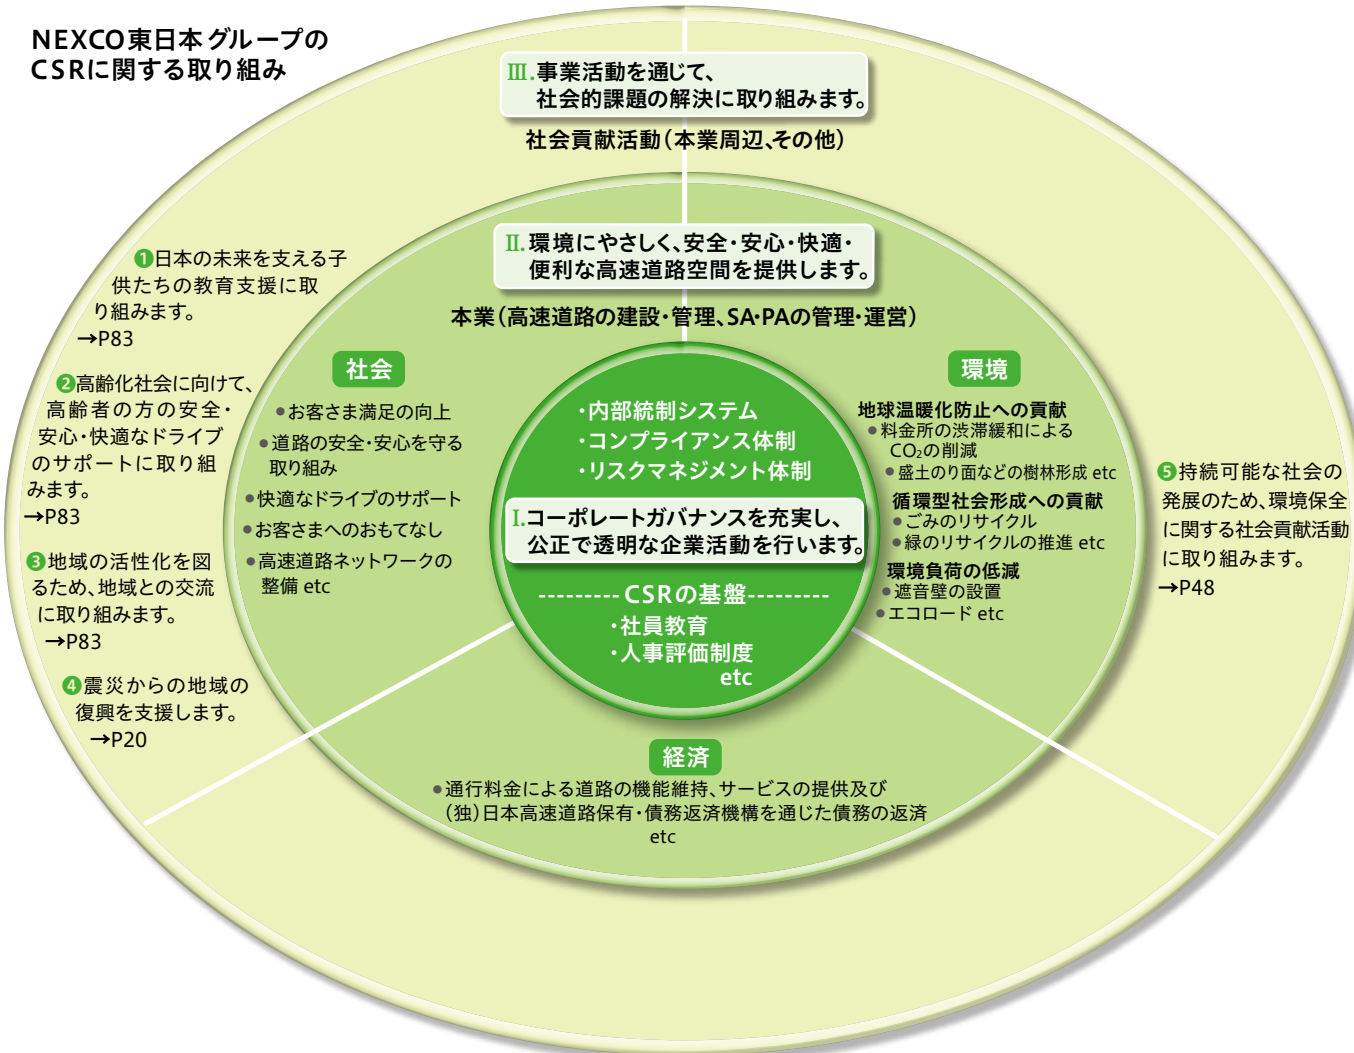 NEXCO東日本グループの
CSRに関する取り組み
Ⅲ.事業活動を通じて、
社会的課題の解決に取り組みます。
社会貢献活動（本業周辺、その他）
Ⅱ.環境にやさしく、安全・安心・快適・
便利な高速道路空間を提供します。
本業（高速道路の建設・管理、SA・PAの管理・運営）
❶日本の未来を支える子
供たちの教育支援に取
り組みます。
→P83
❷高齢化社会に向けて、
高齢者の方の安全・
安心・快適なドライブ
のサポートに取り組
みます。
→P83
❸地域の活性化を図
るため、地域との交流
に取り組みます。
→P83
❹震災からの地域の
復興を支援します。
→P20
社会
●お客さま満足の向上
●道路の安全・安心を守る
取り組み
●快適なドライブのサポート
●お客さまへのおもてなし
●高速道路ネットワークの
整備 etc
・内部統制システム
・コンプライアンス体制
・リスクマネジメント体制
Ⅰ.コーポレートガバナンスを充実し、
公正で透明な企業活動を行います。
--------- CSRの基盤---------
・社員教育
・人事評価制度
etc
環境
地球温暖化防止への貢献
●料金所の渋滞緩和による
CO₂の削減
●盛土のり面などの樹林形成 etc
循環型社会形成への貢献
●ごみのリサイクル
●緑のリサイクルの推進 etc
環境負荷の低減
●遮音壁の設置
●エコロード etc
❺持続可能な社会の
発展のため、環境保全
に関する社会貢献活動
に取り組みます。
→P48
経済
●通行料金による道路の機能維持、サービスの提供及び
（独）日本高速道路保有・債務返済機構を通じた債務の返済
etc